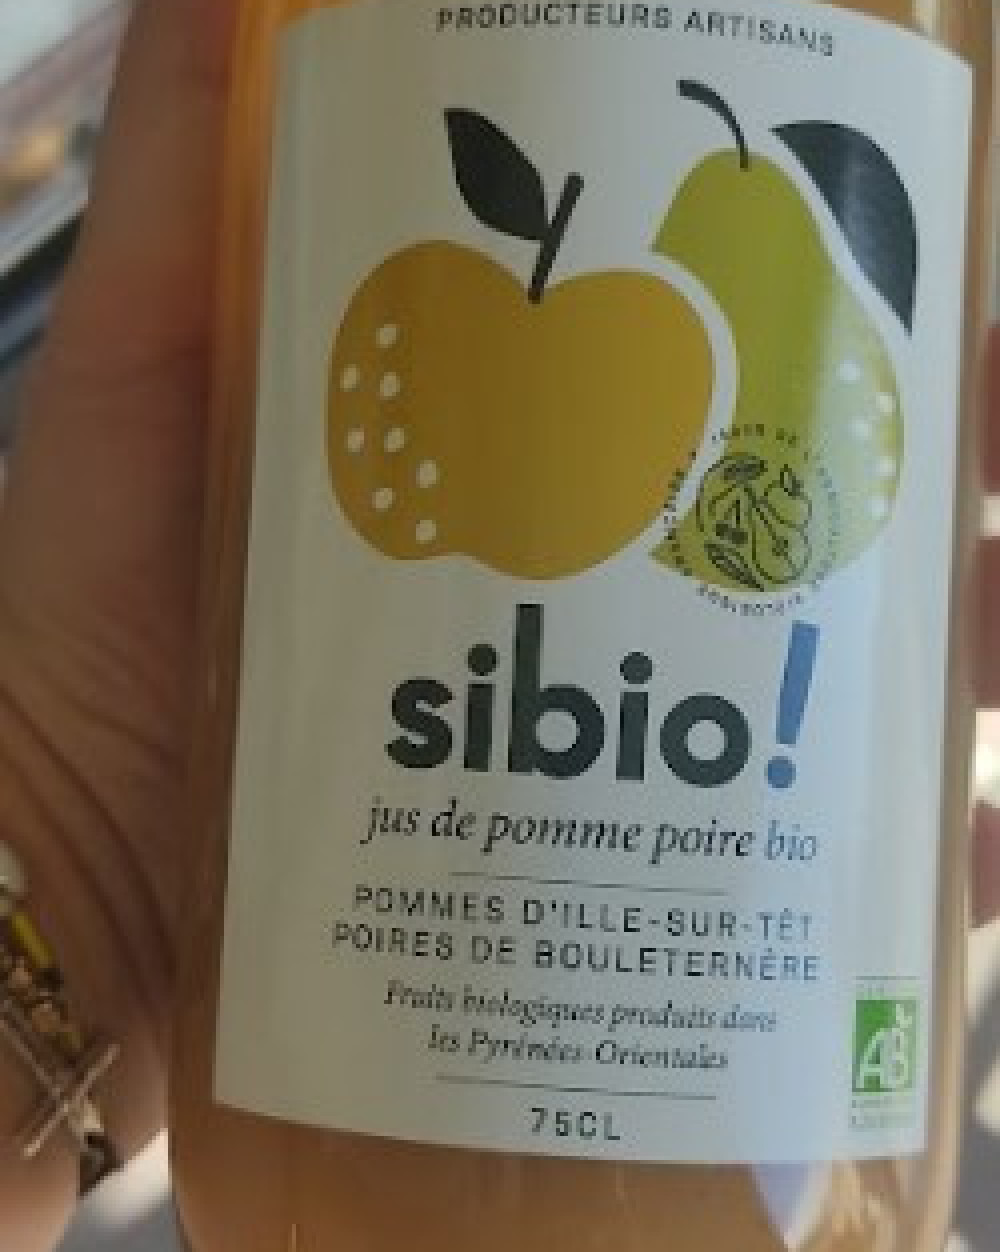 PRODUCTEURS ARTISANS
sibio!
jus de pomme poire bio
POMMES D'ILLE-SUR-TÊT
POIRES DE BOULETERNÈRE
Fruits biologiques produits dans
les Pyrénées-Orientales
75CL
AB